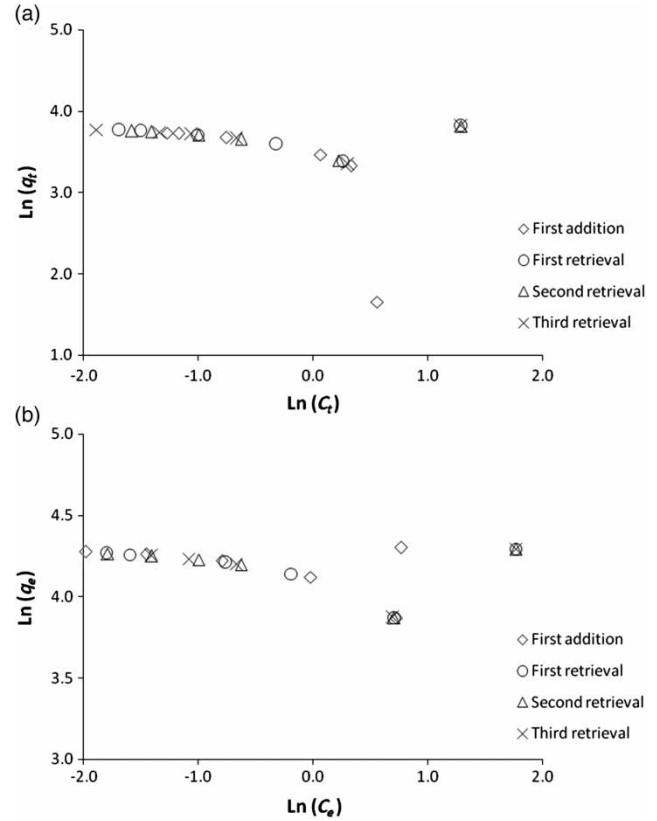 (a)
5.0
4.0
3.0
2.0
1.0
Ln (qt)
-2.0 -1.0 0.0 1.0 2.0
Ln (Ct)
First addition
First retrieval
Second retrieval
Third retrieval
(b)
5.0
4.5
4.0
3.5
3.0
Ln (qe)
-2.0 -1.0 0.0 1.0 2.0
Ln (Ce)
First addition
First retrieval
Second retrieval
Third retrieval